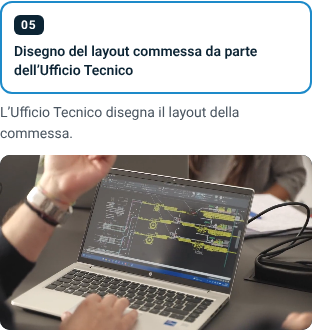 05
Disegno del layout commessa da parte
dell'Ufficio Tecnico
L'Ufficio Tecnico disegna il layout della
commessa.